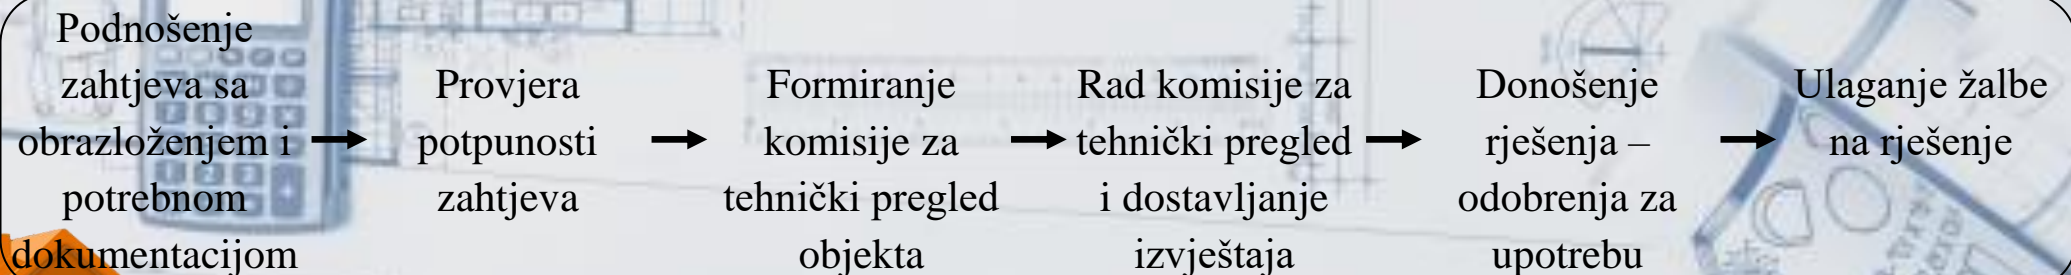 Podnošenje
zahtjeva sa
obrazloženjem i
potrebnom
dokumentacijom
Provjera
potpunosti
zahtjeva
Formiranje
komisije za
tehnički pregled
objekta
Rad komisije za
tehnički pregled
i dostavljanje
izvještaja
Donošenje
rješenja –
odobrenja za
upotrebu
Ulaganje žalbe
na rješenje